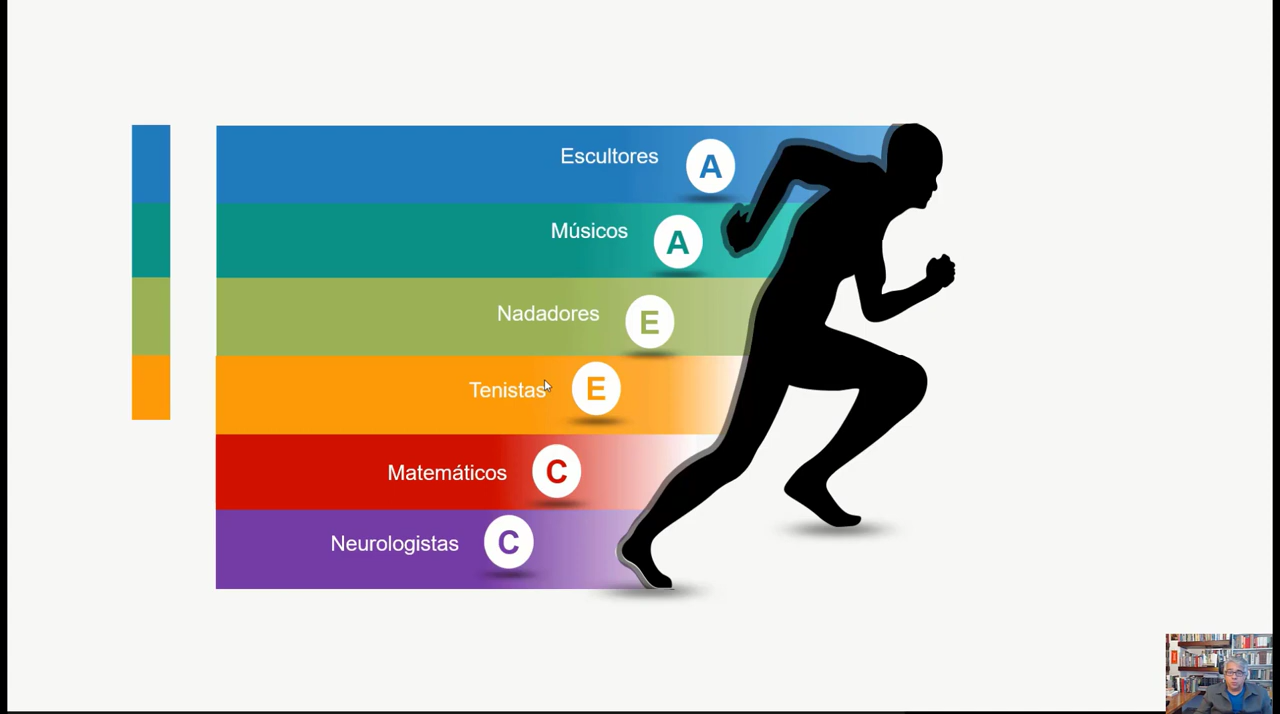 Escultores A
Músicos A
Nadadores E
Tenistas E
Matemáticos C
Neurologistas C